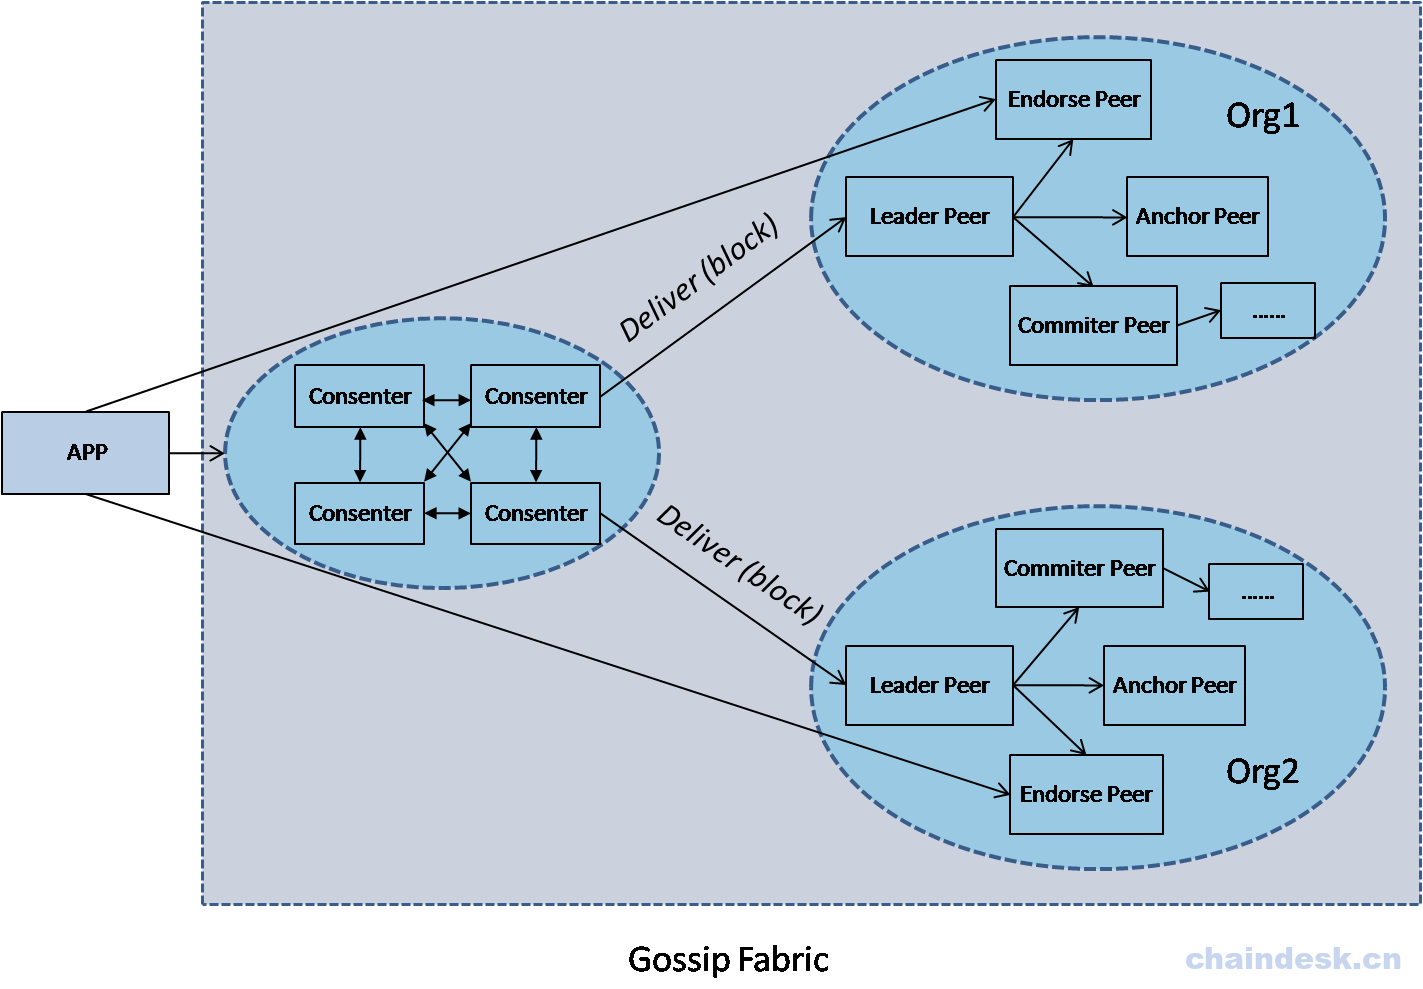 Endorse Peer
Org1
Leader Peer
Anchor Peer
Deliver (block)
Commiter Peer
......
Consenter
Consenter
APP
Consenter
Consenter
Deliver (block)
Commiter Peer
......
Leader Peer
Anchor Peer
Org2
Endorse Peer
Gossip Fabric
chaindesk.cn